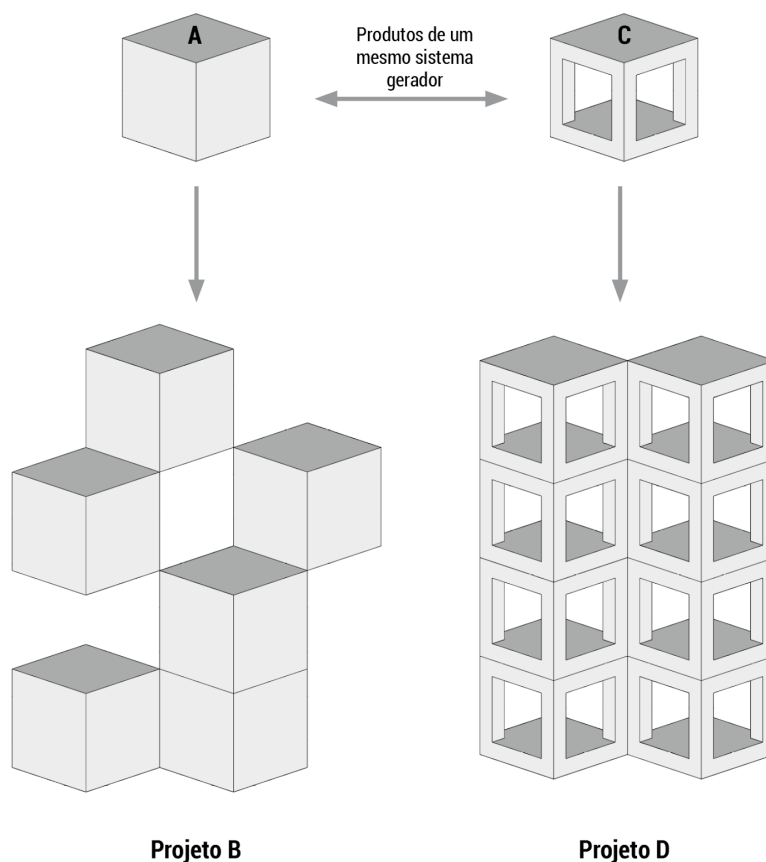 A
Produtos de um
mesmo sistema
gerador
C
Projeto B
Projeto D